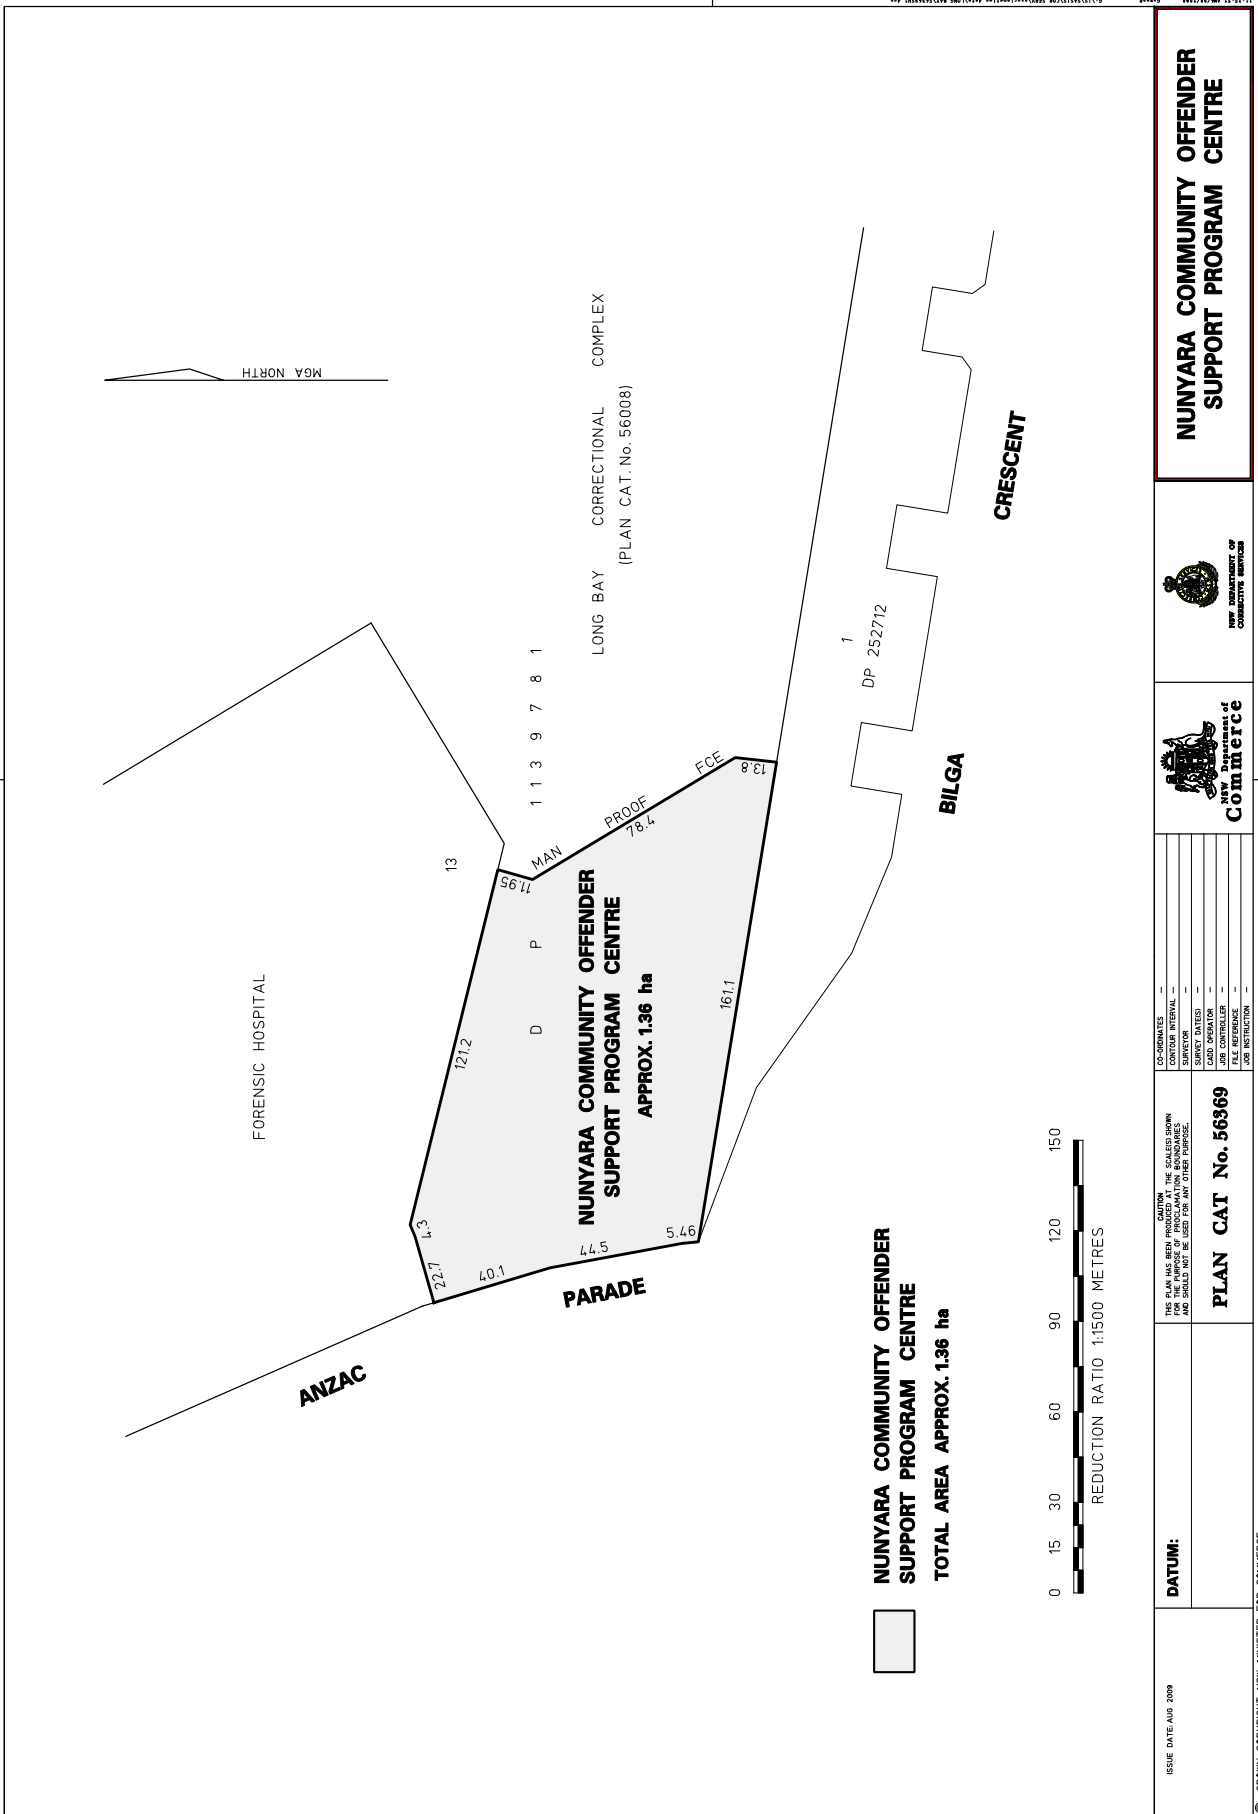 MGA NORTH
FORENSIC HOSPITAL
13
D P 1139781
LONG BAY CORRECTIONAL COMPLEX
(PLAN CAT. No. 56008)
ANZAC
PARADE
22.7
4.3
121.2
11.95
MAN PROOF FCE
78.4
13.8
161.1
5.46
44.5
40.1
NUNYARA COMMUNITY OFFENDER
SUPPORT PROGRAM CENTRE
APPROX. 1.36 ha
1
DP 252712
BILGA
CRESCENT
NUNYARA COMMUNITY OFFENDER
SUPPORT PROGRAM CENTRE
TOTAL AREA APPROX. 1.36 ha
0 15 30 60 90 120 150
REDUCTION RATIO 1:1500 METRES
ISSUE DATE: AUG 2009
DATUM:
CAUTION
THIS PLAN HAS BEEN PRODUCED AT THE SCALE(S) SHOWN
FOR THE PURPOSE OF PROCLAMATION BOUNDARIES
AND SHOULD NOT BE USED FOR ANY OTHER PURPOSE.
PLAN CAT No. 56369
CO-ORDINATES –
CONTOUR INTERVAL –
SURVEYOR –
SURVEY DATE(S) –
CADD OPERATOR –
JOB CONTROLLER –
FILE REFERENCE –
JOB INSTRUCTION –
NSW Department of
Commerce
NSW DEPARTMENT OF
CORRECTIVE SERVICES
NUNYARA COMMUNITY OFFENDER
SUPPORT PROGRAM CENTRE